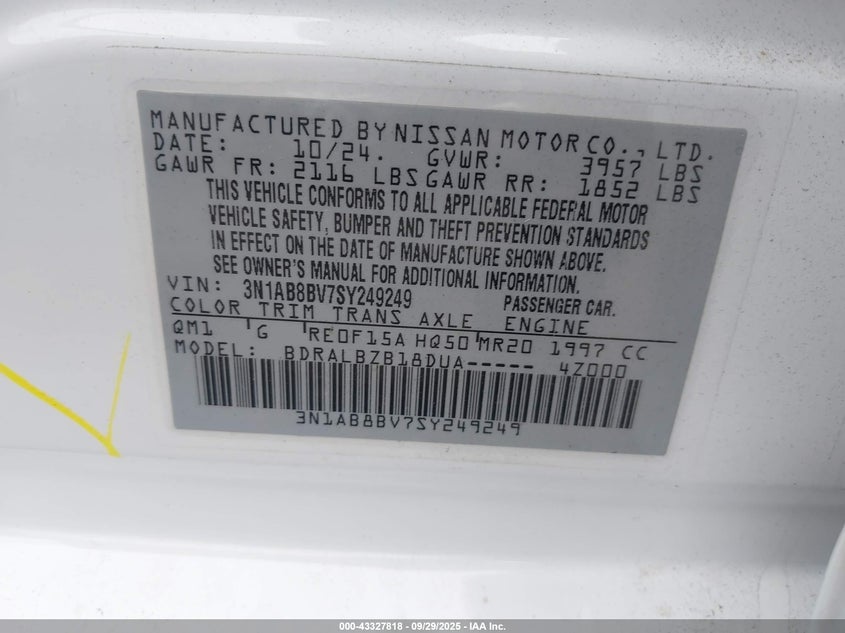 MANUFACTURED BY NISSAN MOTOR CO., LTD.
DATE: 10/24. GVWR: 3957 LBS
GAWR FR: 2116 LBS GAWR RR: 1852 LBS
THIS VEHICLE CONFORMS TO ALL APPLICABLE FEDERAL MOTOR
VEHICLE SAFETY, BUMPER AND THEFT PREVENTION STANDARDS
IN EFFECT ON THE DATE OF MANUFACTURE SHOWN ABOVE.
SEE OWNER'S MANUAL FOR ADDITIONAL INFORMATION.
VIN: 3N1AB8BV7SY249249 PASSENGER CAR.
COLOR TRIM TRANS AXLE ENGINE
QM1 G RE0F15A HQ50 MR20 1997 CC
MODEL: BDRALBZB18DUA----- 4Z000
3N1AB8BV7SY249249
000-43327818 - 09/29/2025 - IAA Inc.